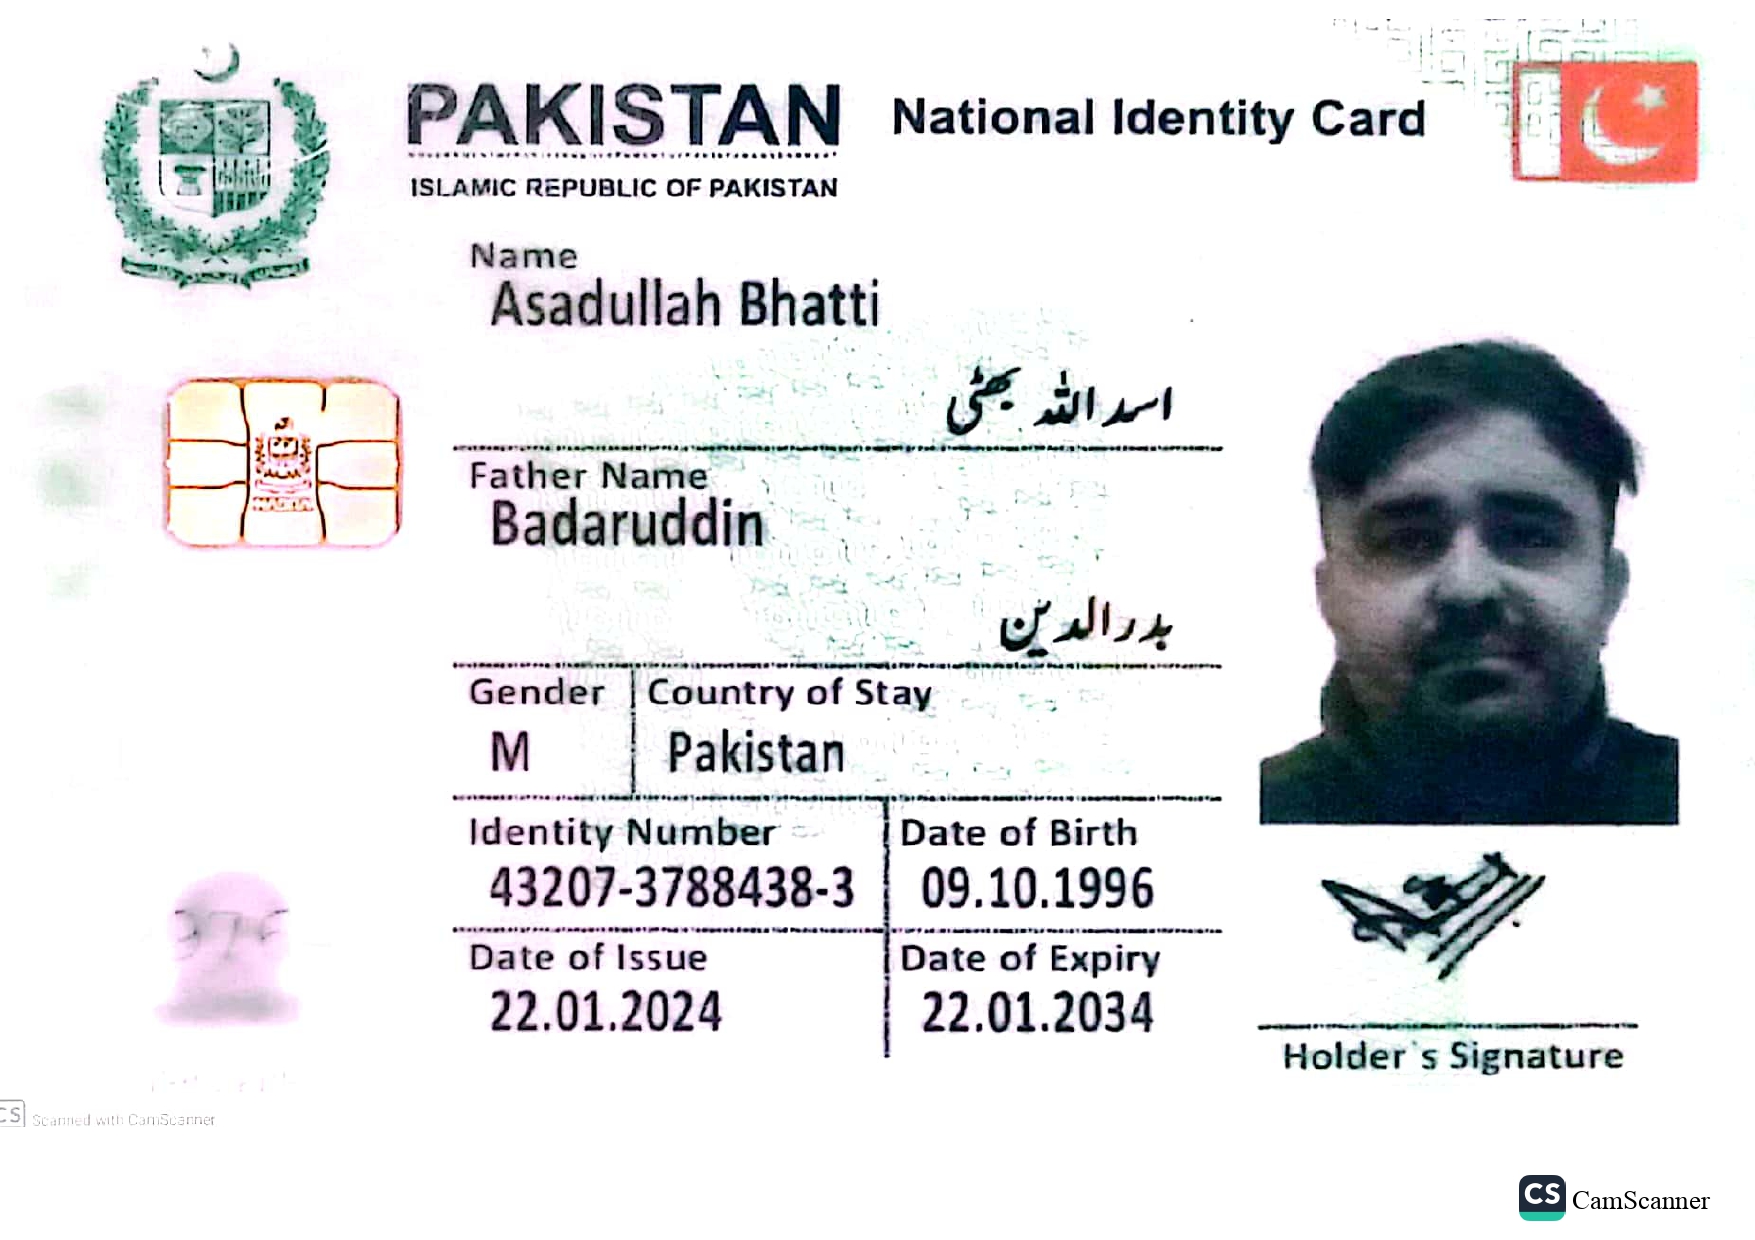 PAKISTAN National Identity Card
ISLAMIC REPUBLIC OF PAKISTAN
Name
Asadullah Bhatti
اسد اللہ بھٹی
Father Name
Badaruddin
بدر الدین
Gender Country of Stay
M Pakistan
Identity Number Date of Birth
43207-3788438-3 09.10.1996
Date of Issue Date of Expiry
22.01.2024 22.01.2034
Holder`s Signature
CS Scanned with CamScanner
CS CamScanner